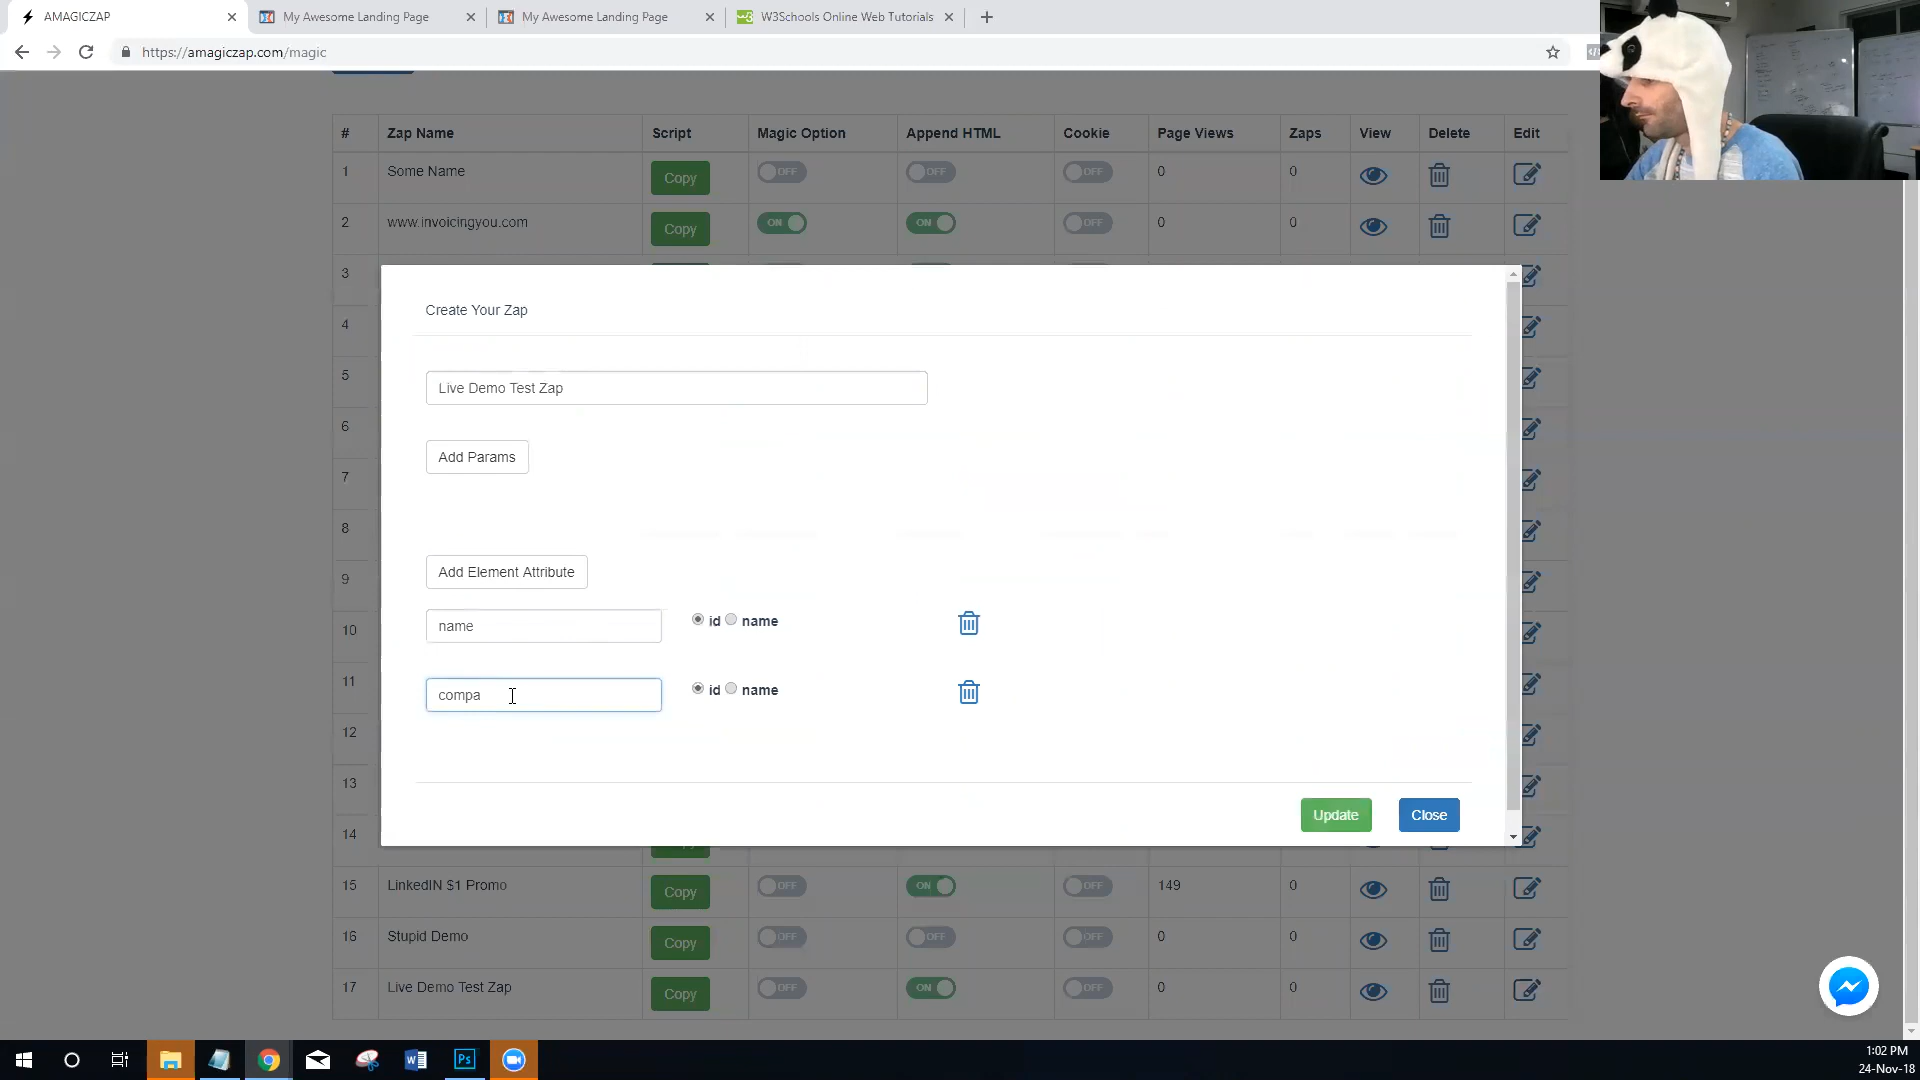 AMAGICZAP
My Awesome Landing Page
My Awesome Landing Page
W3Schools Online Web Tutorials
https://amagiczap.com/magic
# Zap Name Script Magic Option Append HTML Cookie Page Views Zaps View Delete Edit
1 Some Name Copy OFF OFF OFF 0 0
2 www.invoicingyou.com Copy ON ON OFF 0 0
3
4
5
6
7
8
9
10
11
12
13
14
Create Your Zap
Live Demo Test Zap
Add Params
Add Element Attribute
name id name
compa id name
Update Close
15 LinkedIN $1 Promo Copy OFF ON OFF 149 0
16 Stupid Demo Copy OFF OFF OFF 0 0
17 Live Demo Test Zap Copy OFF ON OFF 0 0
Ps
1:02 PM
24-Nov-18